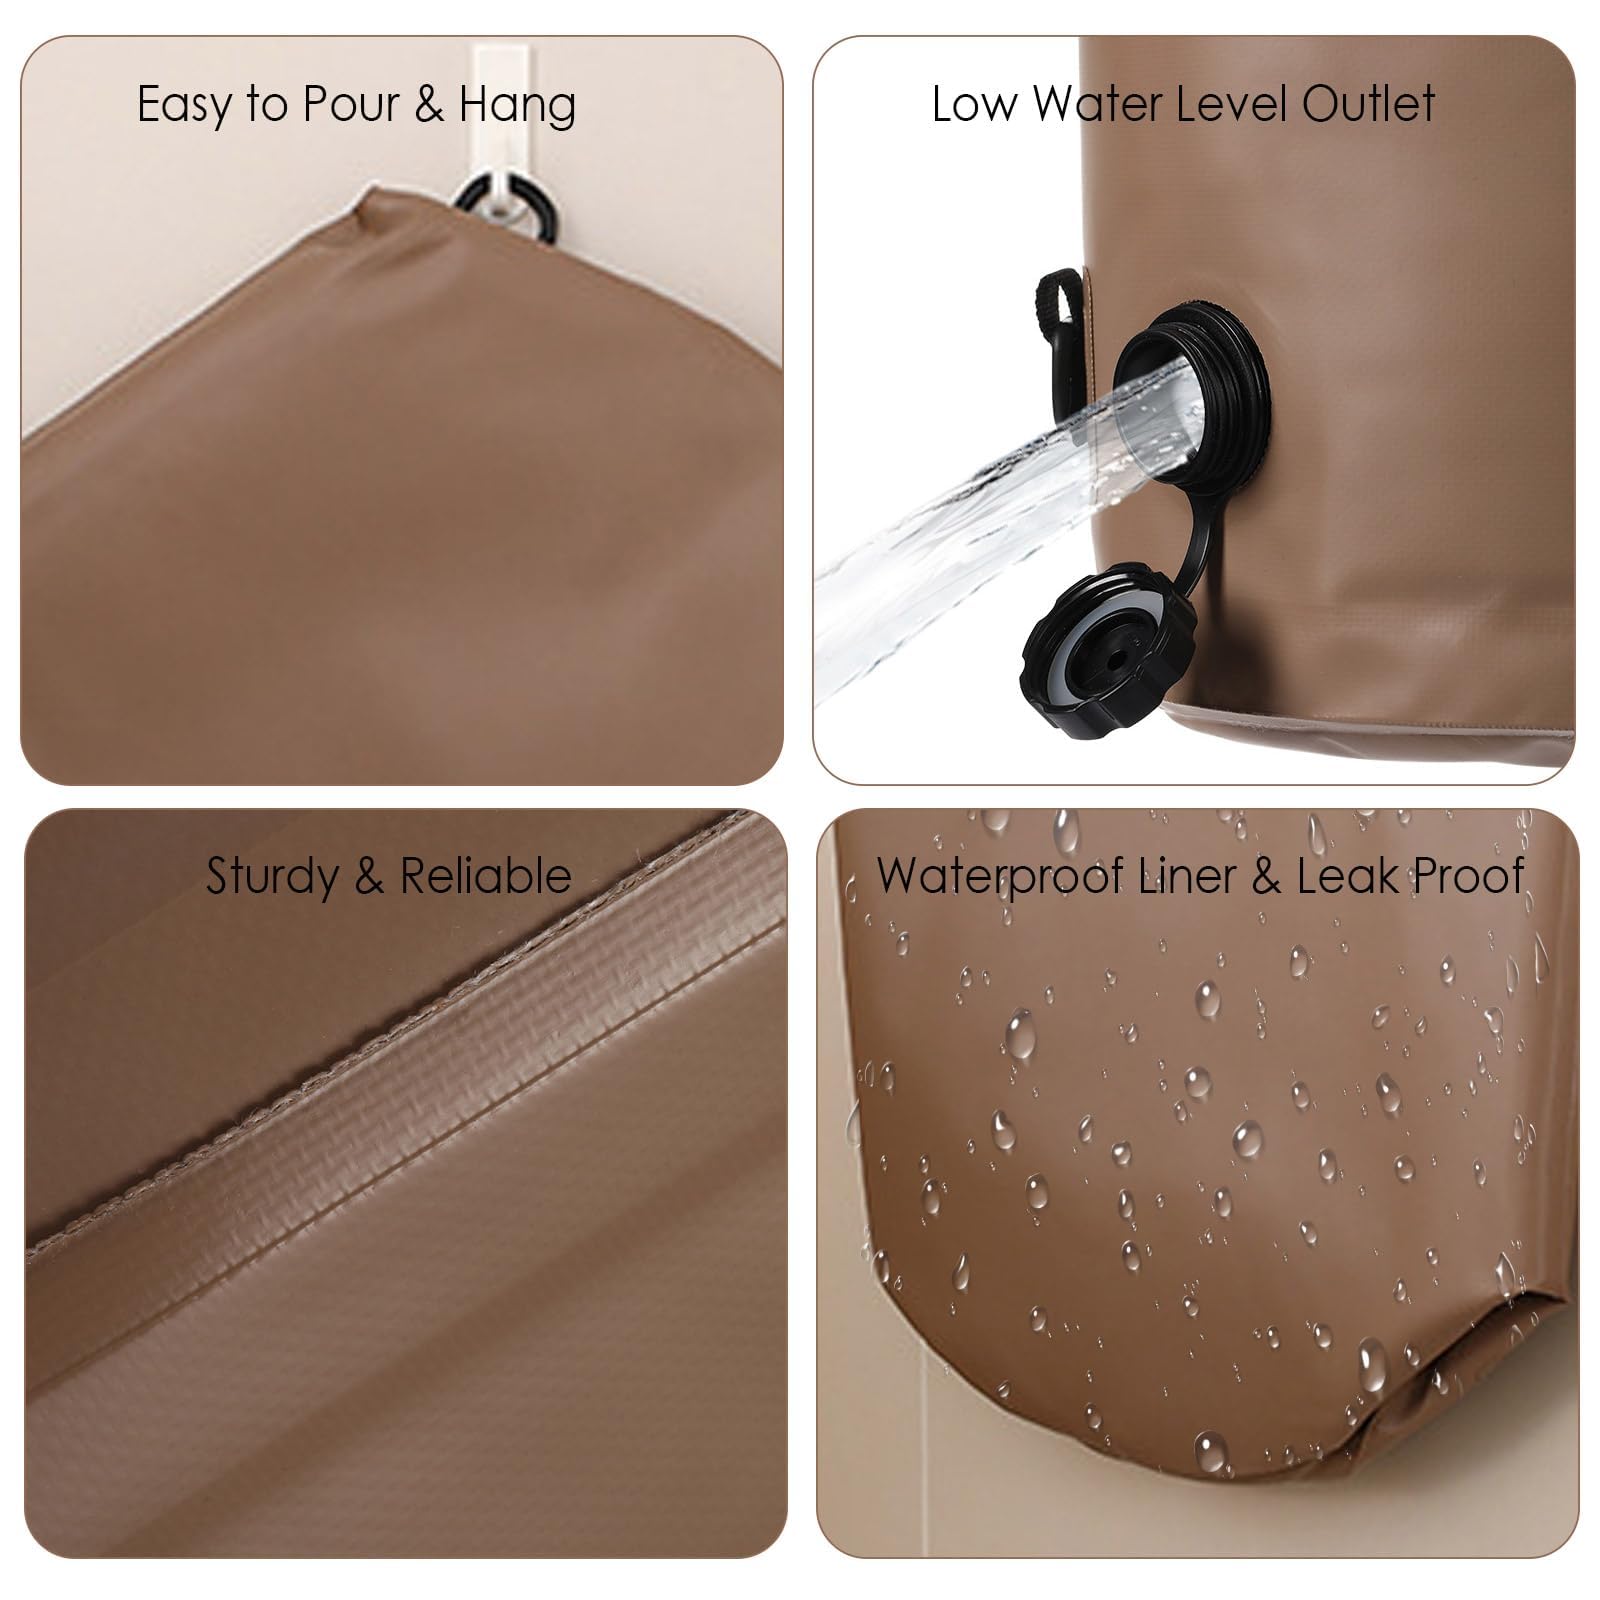 Easy to Pour & Hang
Low Water Level Outlet
Sturdy & Reliable
Waterproof Liner & Leak Proof